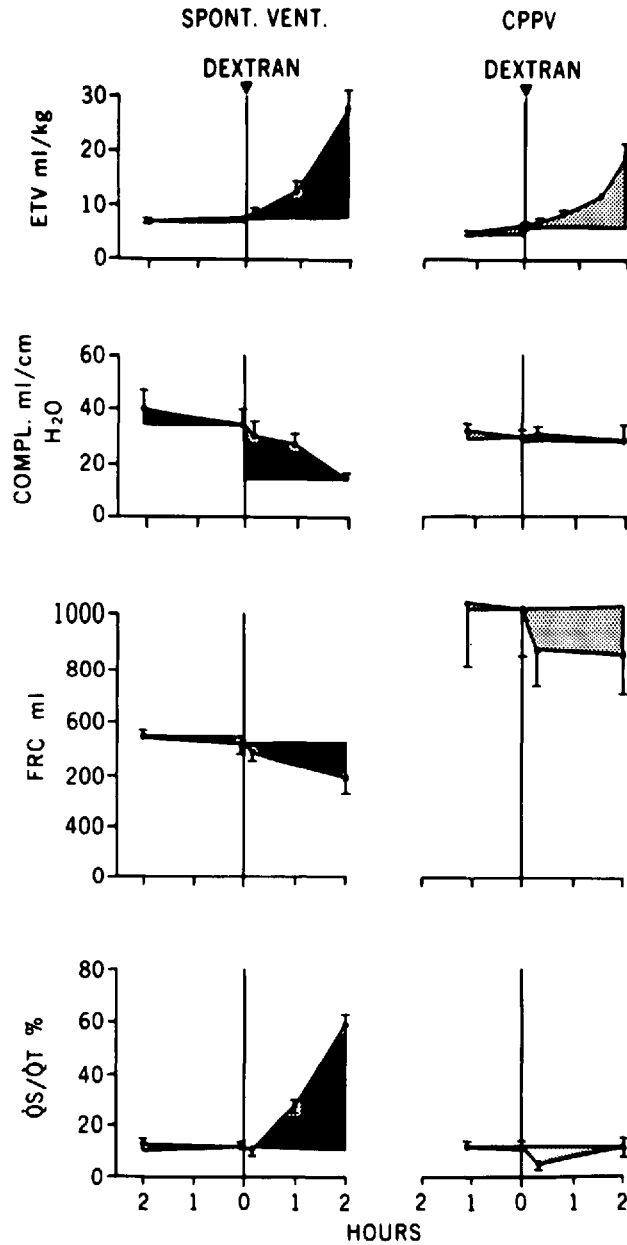 SPONT. VENT. CPPV
DEXTRAN DEXTRAN
ETV ml/kg
30
20
10
0
COMPL. ml/cm
H₂O
60
40
20
0
FRC ml
1000
800
600
200
400
0
Q̇S/Q̇T %
80
60
40
20
0
2 1 0 1 2 2 1 0 1 2
HOURS